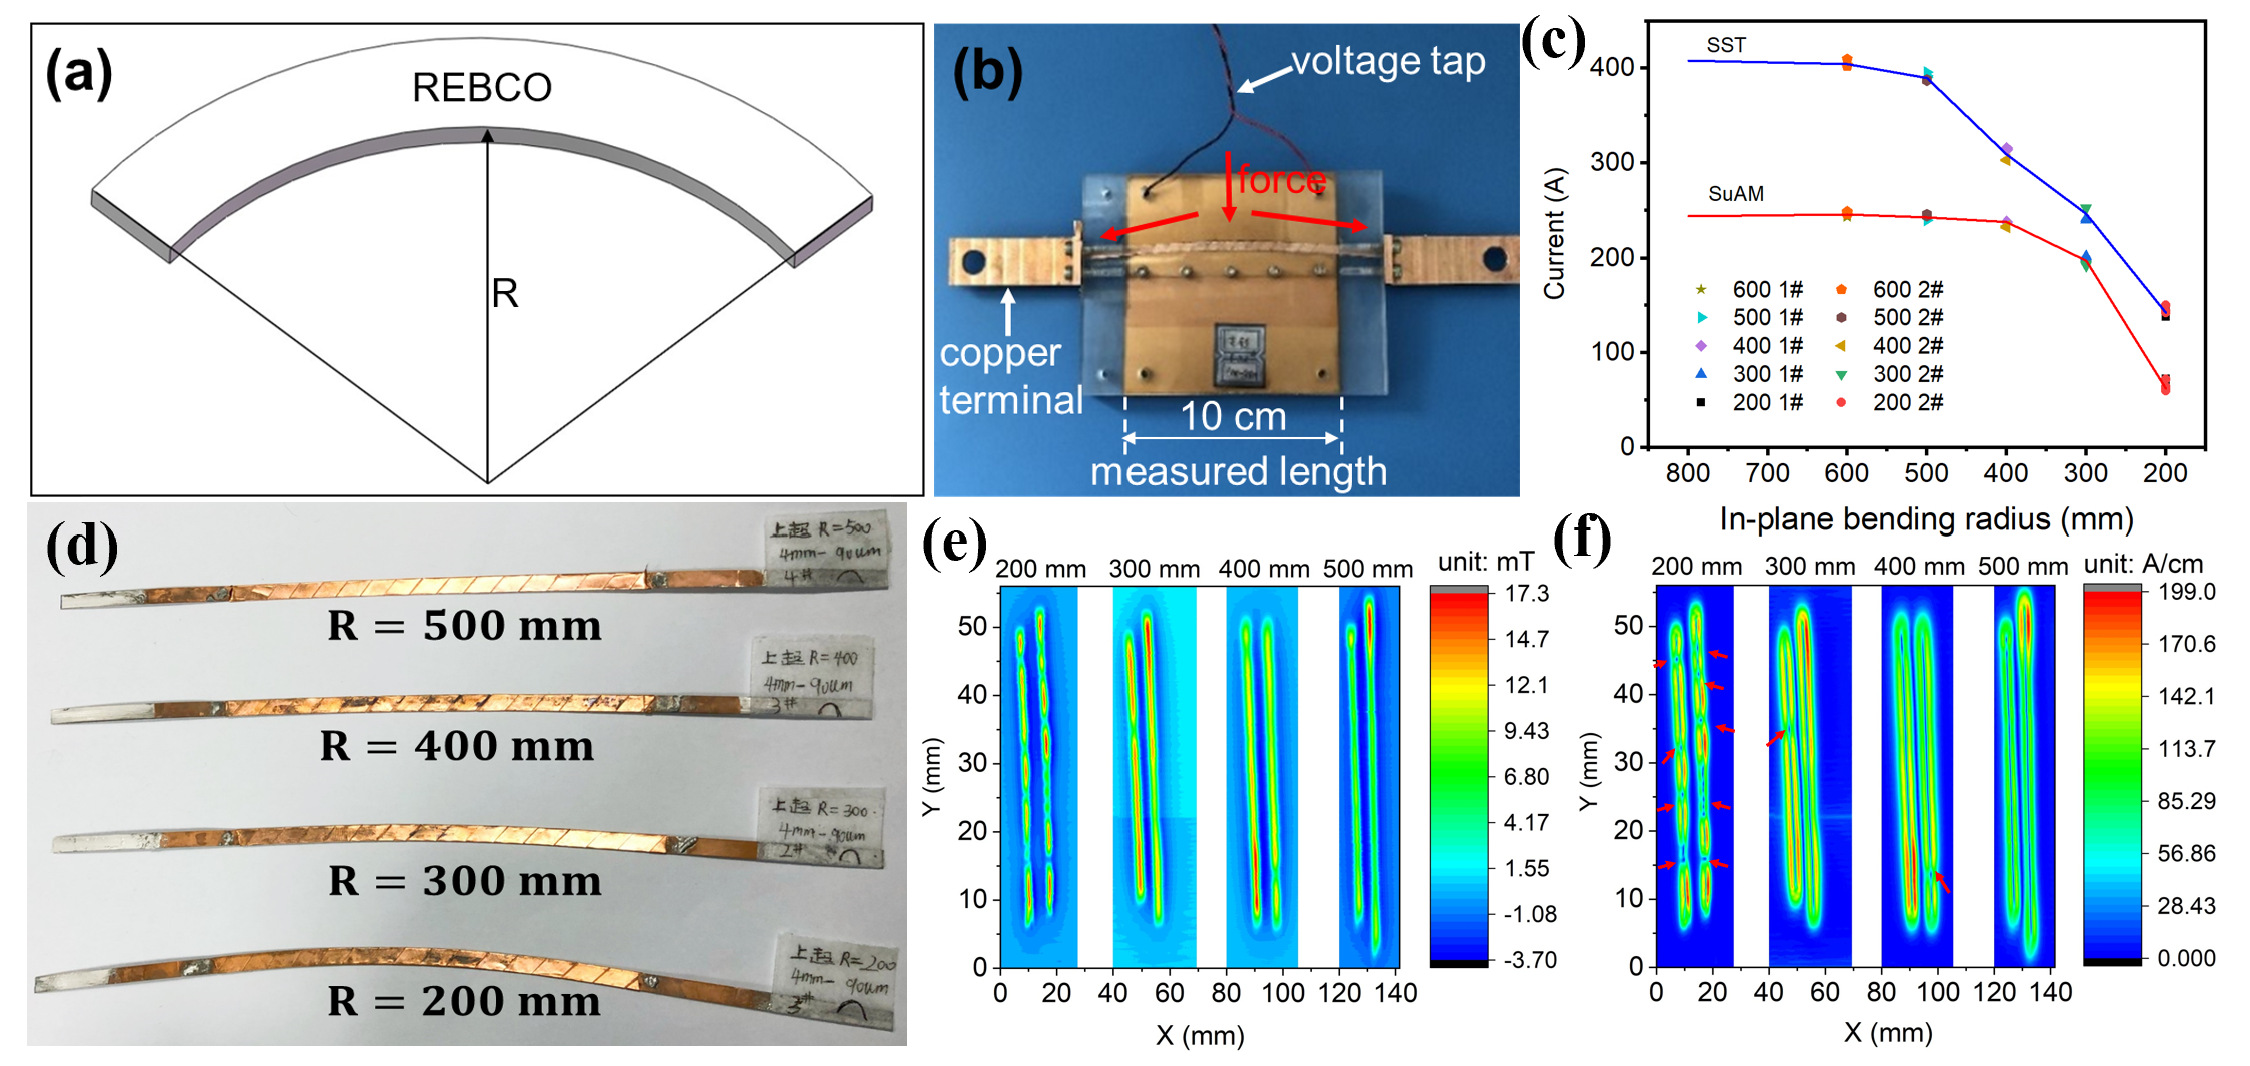 (a)
REBCO
R
(b)
voltage tap
force
copper
terminal
10 cm
measured length
(c)
SST
SuAM
Current (A)
400
300
200
100
0
600 1# 600 2#
500 1# 500 2#
400 1# 400 2#
300 1# 300 2#
200 1# 200 2#
800 700 600 500 400 300 200
In-plane bending radius (mm)
(d)
上超 R=500
4mm-90um
4#
R = 500 mm
上超 R=400
4mm-90um
3#
R = 400 mm
上超 R=300
4mm-90um
2#
R = 300 mm
上超 R=200
4mm-90um
3#
R = 200 mm
(e)
unit: mT
200 mm 300 mm 400 mm 500 mm
Y (mm)
50
40
30
20
10
0
0 20 40 60 80 100 120 140
X (mm)
17.3
14.7
12.1
9.43
6.80
4.17
1.55
-1.08
-3.70
(f)
unit: A/cm
200 mm 300 mm 400 mm 500 mm
Y (mm)
50
40
30
20
10
0
0 20 40 60 80 100 120 140
X (mm)
199.0
170.6
142.1
113.7
85.29
56.86
28.43
0.000